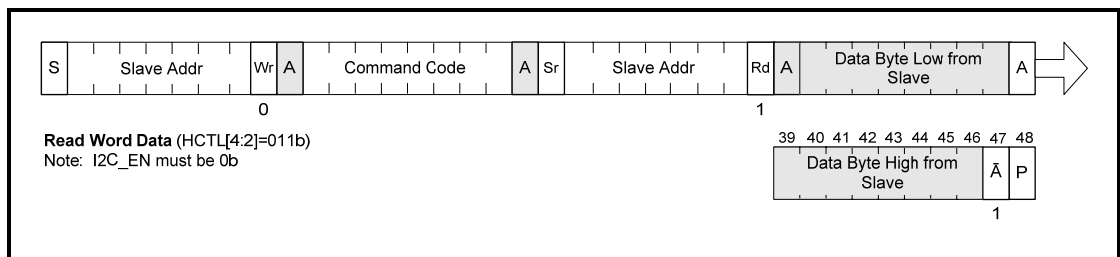 S Slave Addr Wr A Command Code A Sr Slave Addr Rd A Data Byte Low from Slave A
0 1
Read Word Data (HCTL[4:2]=011b)
Note: I2C_EN must be 0b
39 40 41 42 43 44 45 46 47 48
Data Byte High from Slave Ā P
1